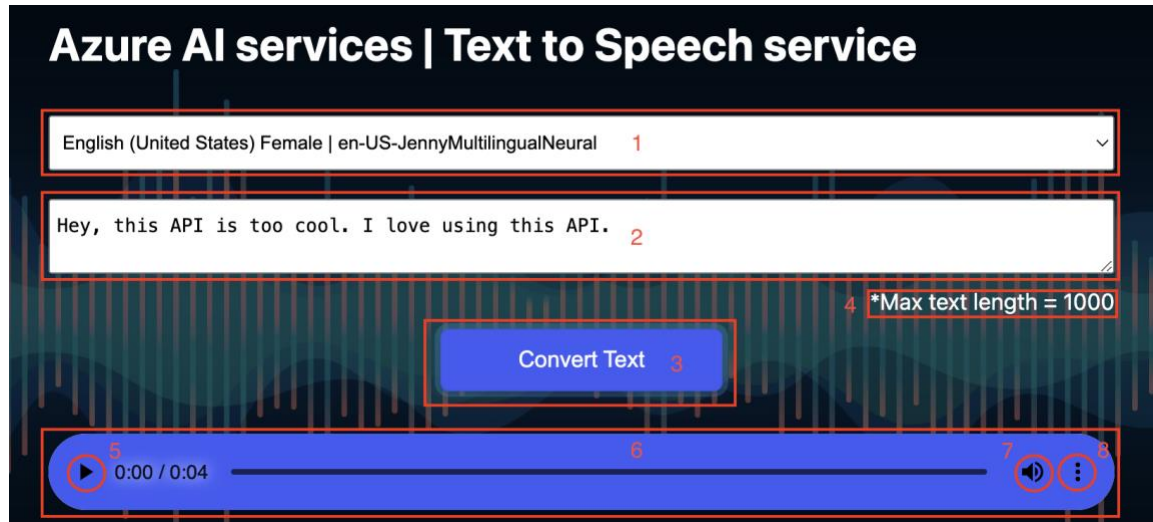 Azure AI services | Text to Speech service
English (United States) Female | en-US-JennyMultilingualNeural 1
Hey, this API is too cool. I love using this API. 2
4 *Max text length = 1000
Convert Text 3
5 6 7 8
0:00 / 0:04